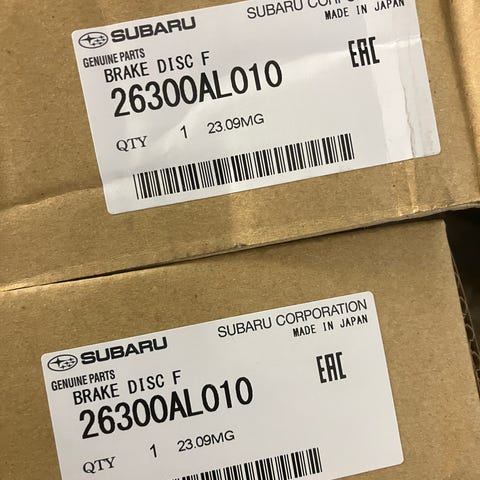 SUBARU SUBARU CORPORATION
GENUINE PARTS MADE IN JAPAN
BRAKE DISC F EAC
26300AL010
QTY 1 23.09MG
SUBARU SUBARU CORPORATION
GENUINE PARTS MADE IN JAPAN
BRAKE DISC F EAC
26300AL010
QTY 1 23.09MG